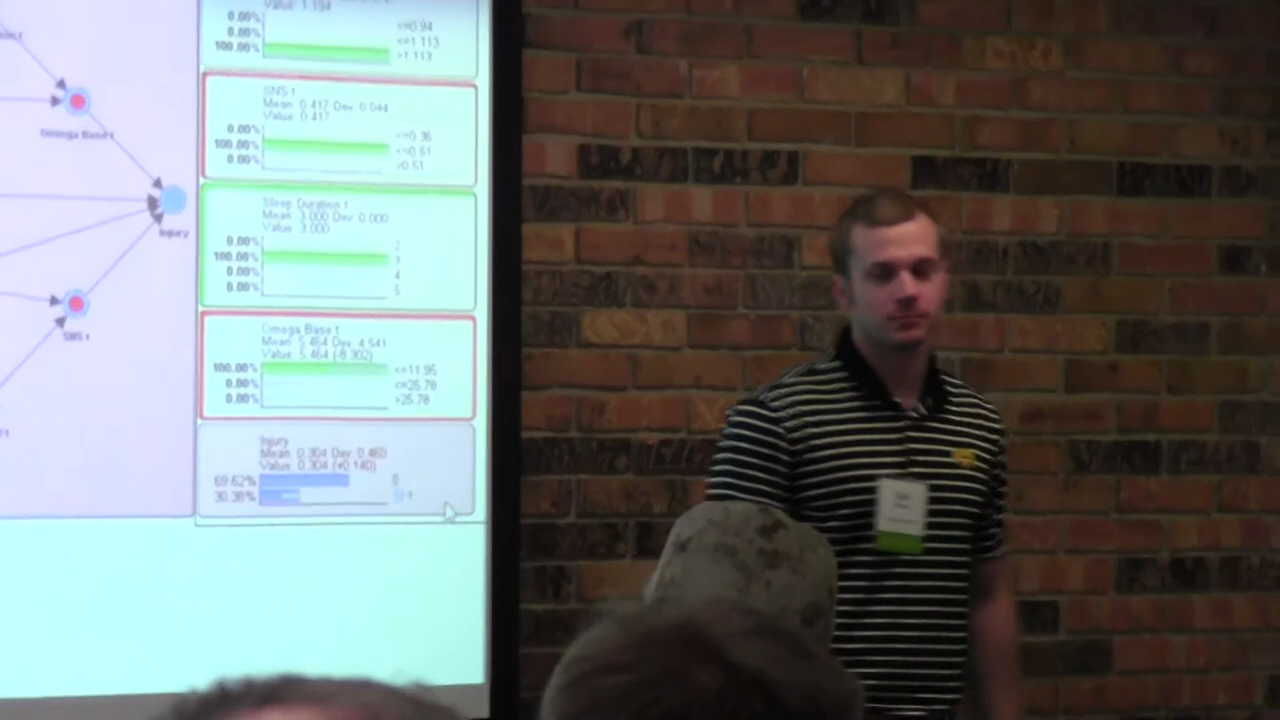 Value: 1.194
0.00% <=0.94
0.00% <=1.113
100.00% >1.113
SNS t
Mean: 0.417 Dev: 0.044
Value: 0.417
0.00% <=0.36
100.00% <=0.51
0.00% >0.51
Sleep Duration t
Mean: 3.000 Dev: 0.000
Value: 3.000
0.00% 2
100.00% 3
0.00% 4
0.00% 5
Omega Base t
Mean: 5.464 Dev: 4.541
Value: 5.464 (-8.302)
100.00% <=11.95
0.00% <=25.78
0.00% >25.78
Injury
Mean: 0.304 Dev: 0.460
Value: 0.304 (+0.140)
69.62% 0
30.38% 1
Omega Base t
Injury
SNS t